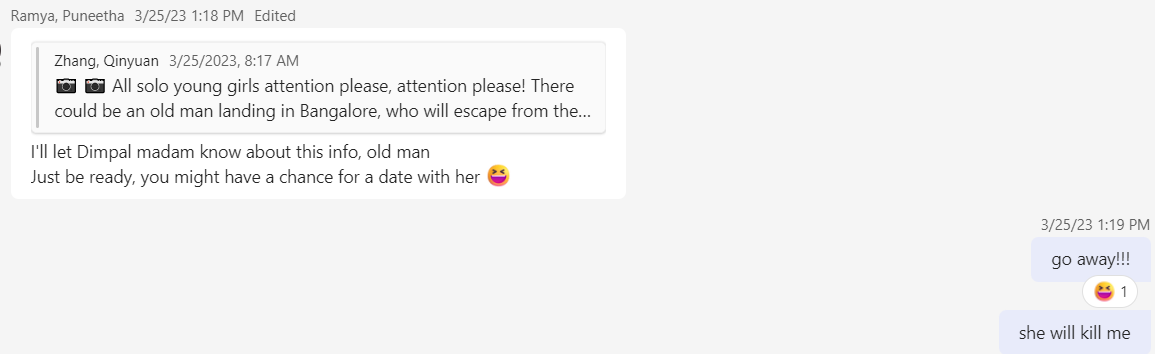 Ramya, Puneetha 3/25/23 1:18 PM Edited
Zhang, Qinyuan 3/25/2023, 8:17 AM
📷 📷 All solo young girls attention please, attention please! There
could be an old man landing in Bangalore, who will escape from the...
I'll let Dimpal madam know about this info, old man
Just be ready, you might have a chance for a date with her 😆
3/25/23 1:19 PM
go away!!!
😆 1
she will kill me